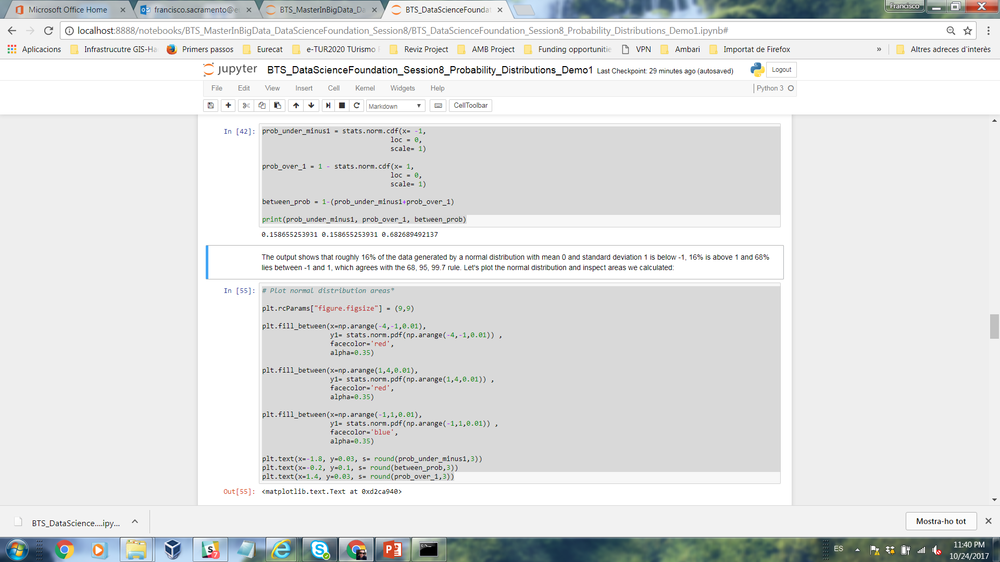 Microsoft Office Home
francisco.sacramento@e
BTS_MasterInBigData_Da
BTS_DataScienceFoundat
Francisco
localhost:8888/notebooks/BTS_MasterInBigData_DataScienceFoundation_Session8/BTS_DataScienceFoundation_Session8_Probability_Distributions_Demo1.ipynb#
Aplicacions
Infrastrucutre GIS-Ha
Primers passos
Eurecat
e-TUR2020 TUrismo
Reviz Project
AMB Project
Funding opportunitie
VPN
Ambari
Importat de Firefox
»
Altres adreces d'interès
jupyter
BTS_DataScienceFoundation_Session8_Probability_Distributions_Demo1
Last Checkpoint: 29 minutes ago (autosaved)
Logout
File
Edit
View
Insert
Cell
Kernel
Widgets
Help
Python 3
Markdown
CellToolbar
In [42]:
prob_under_minus1 = stats.norm.cdf(x= -1,
loc = 0,
scale= 1)
prob_over_1 = 1 - stats.norm.cdf(x= 1,
loc = 0,
scale= 1)
between_prob = 1-(prob_under_minus1+prob_over_1)
print(prob_under_minus1, prob_over_1, between_prob)
0.158655253931 0.158655253931 0.682689492137
The output shows that roughly 16% of the data generated by a normal distribution with mean 0 and standard deviation 1 is below -1, 16% is above 1 and 68%
lies between -1 and 1, which agrees with the 68, 95, 99.7 rule. Let's plot the normal distribution and inspect areas we calculated:
In [55]:
# Plot normal distribution areas*
plt.rcParams["figure.figsize"] = (9,9)
plt.fill_between(x=np.arange(-4,-1,0.01),
y1= stats.norm.pdf(np.arange(-4,-1,0.01)) ,
facecolor='red',
alpha=0.35)
plt.fill_between(x=np.arange(1,4,0.01),
y1= stats.norm.pdf(np.arange(1,4,0.01)) ,
facecolor='red',
alpha=0.35)
plt.fill_between(x=np.arange(-1,1,0.01),
y1= stats.norm.pdf(np.arange(-1,1,0.01)) ,
facecolor='blue',
alpha=0.35)
plt.text(x=-1.8, y=0.03, s= round(prob_under_minus1,3))
plt.text(x=-0.2, y=0.1, s= round(between_prob,3))
plt.text(x=1.4, y=0.03, s= round(prob_over_1,3))
Out[55]:
<matplotlib.text.Text at 0xd2ca940>
BTS_DataScience....ipy...
Mostra-ho tot
7
ES
11:40 PM
10/24/2017